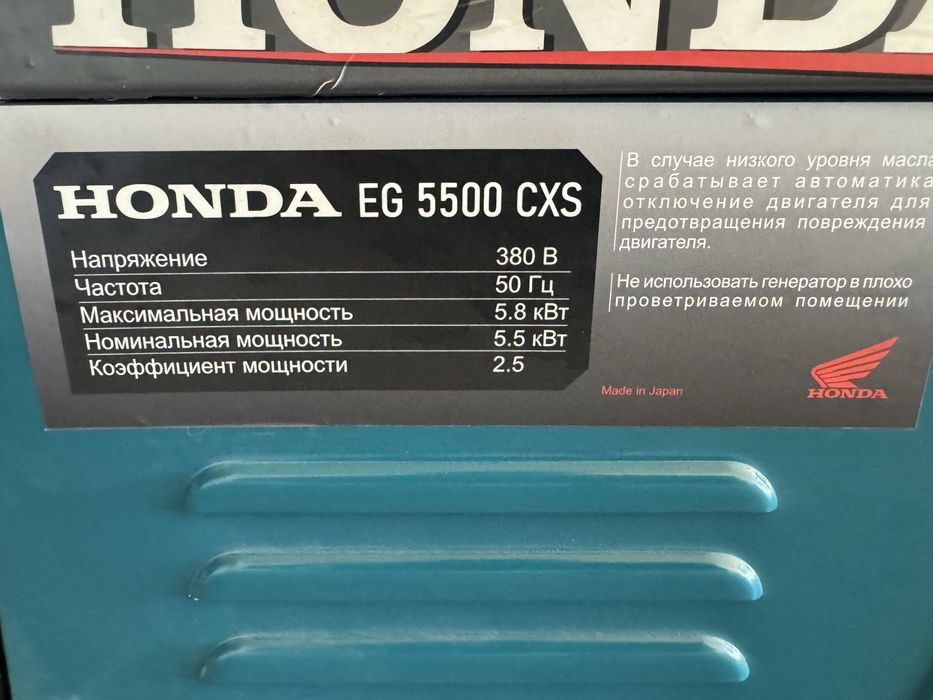 HONDA
HONDA EG 5500 CXS
Напряжение 380 В
Частота 50 Гц
Максимальная мощность 5.8 кВт
Номинальная мощность 5.5 кВт
Коэффициент мощности 2.5
В случае низкого уровня масла
срабатывает автоматика
отключение двигателя для
предотвращения повреждения
двигателя.
Не использовать генератор в плохо
проветриваемом помещении
Made in Japan
HONDA